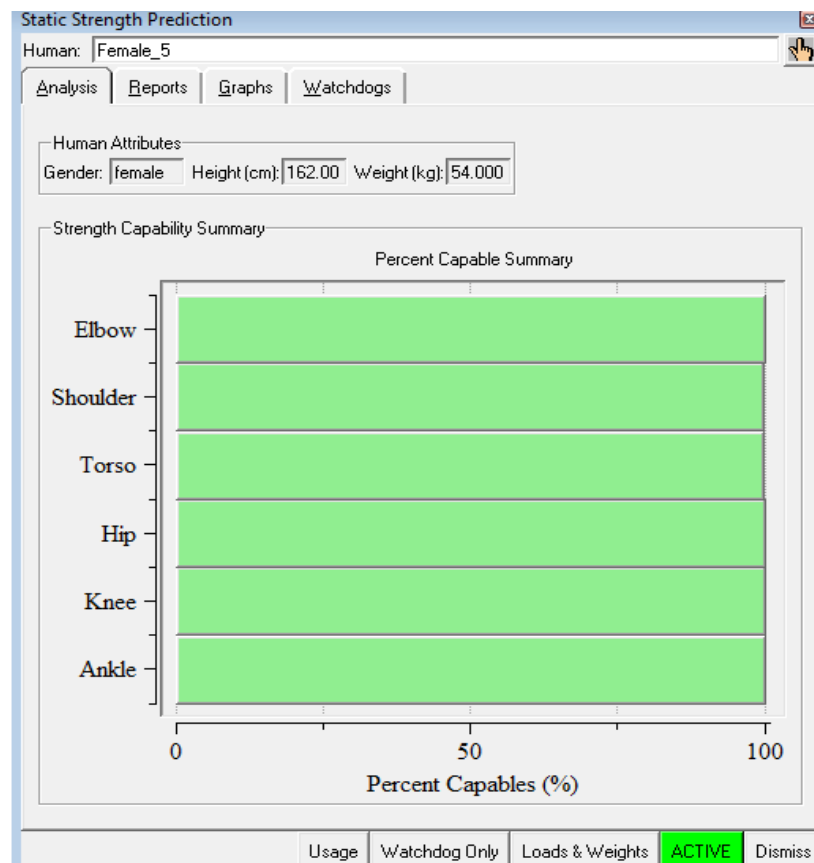 Static Strength Prediction
Human: Female_5
Analysis Reports Graphs Watchdogs
Human Attributes
Gender: female Height (cm): 162.00 Weight (kg): 54.000
Strength Capability Summary
Percent Capable Summary
Elbow
Shoulder
Torso
Hip
Knee
Ankle
0 50 100
Percent Capables (%)
Usage Watchdog Only Loads & Weights ACTIVE Dismiss